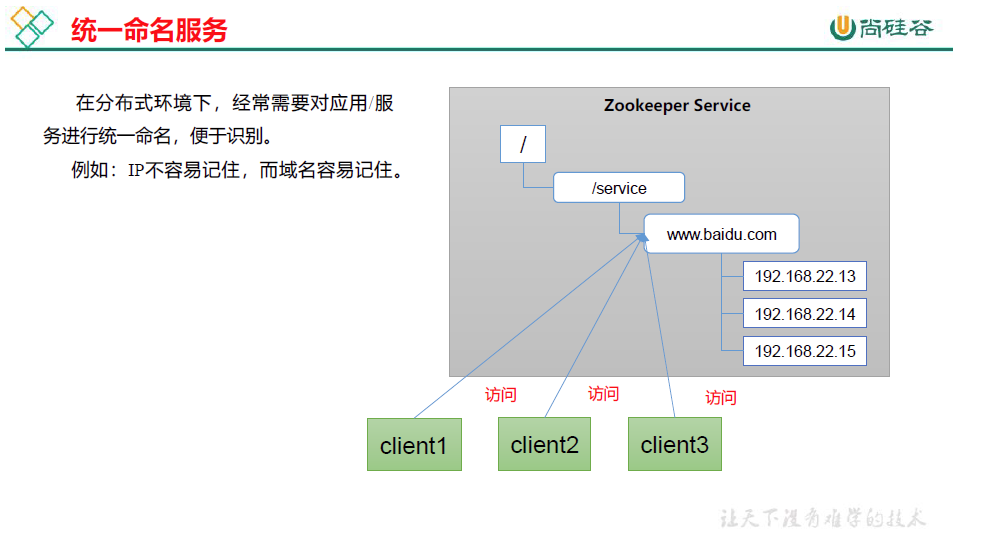 统一命名服务
尚硅谷
在分布式环境下，经常需要对应用/服
务进行统一命名，便于识别。
例如：IP不容易记住，而域名容易记住。
Zookeeper Service
/
/service
www.baidu.com
192.168.22.13
192.168.22.14
192.168.22.15
访问
访问
访问
client1
client2
client3
让天下没有难学的技术